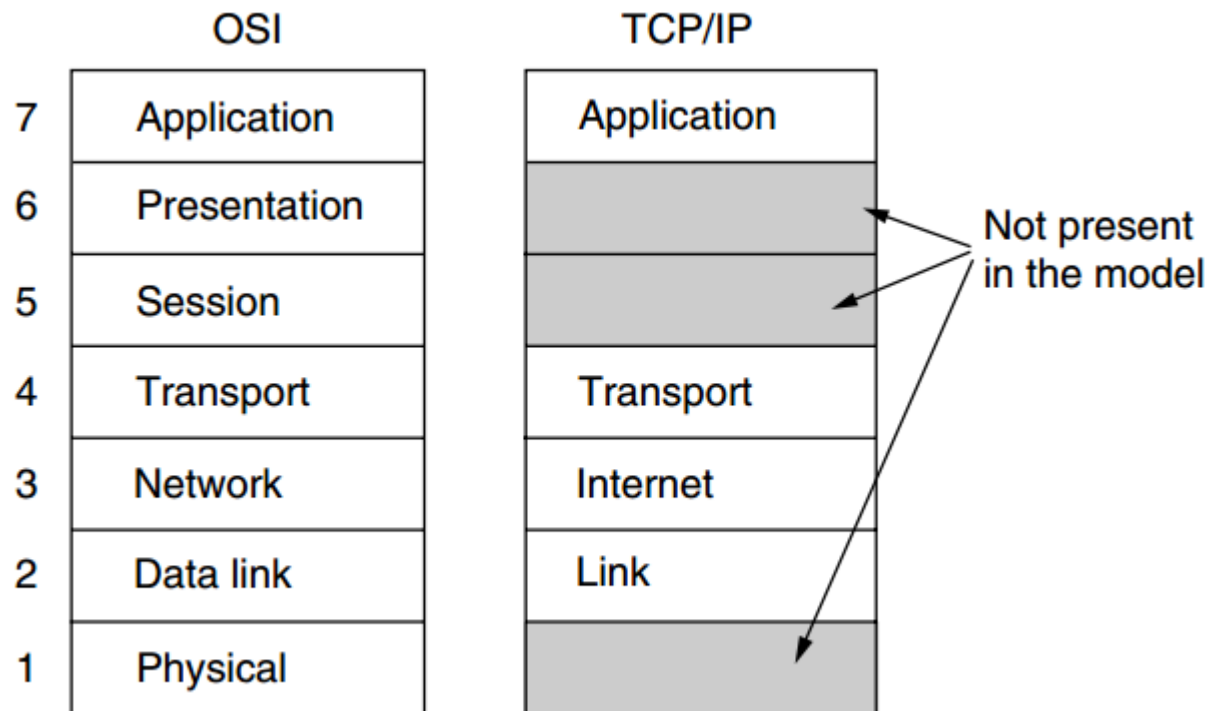 OSI TCP/IP
7 Application Application
6 Presentation
Not present
in the model
5 Session
4 Transport Transport
3 Network Internet
2 Data link Link
1 Physical